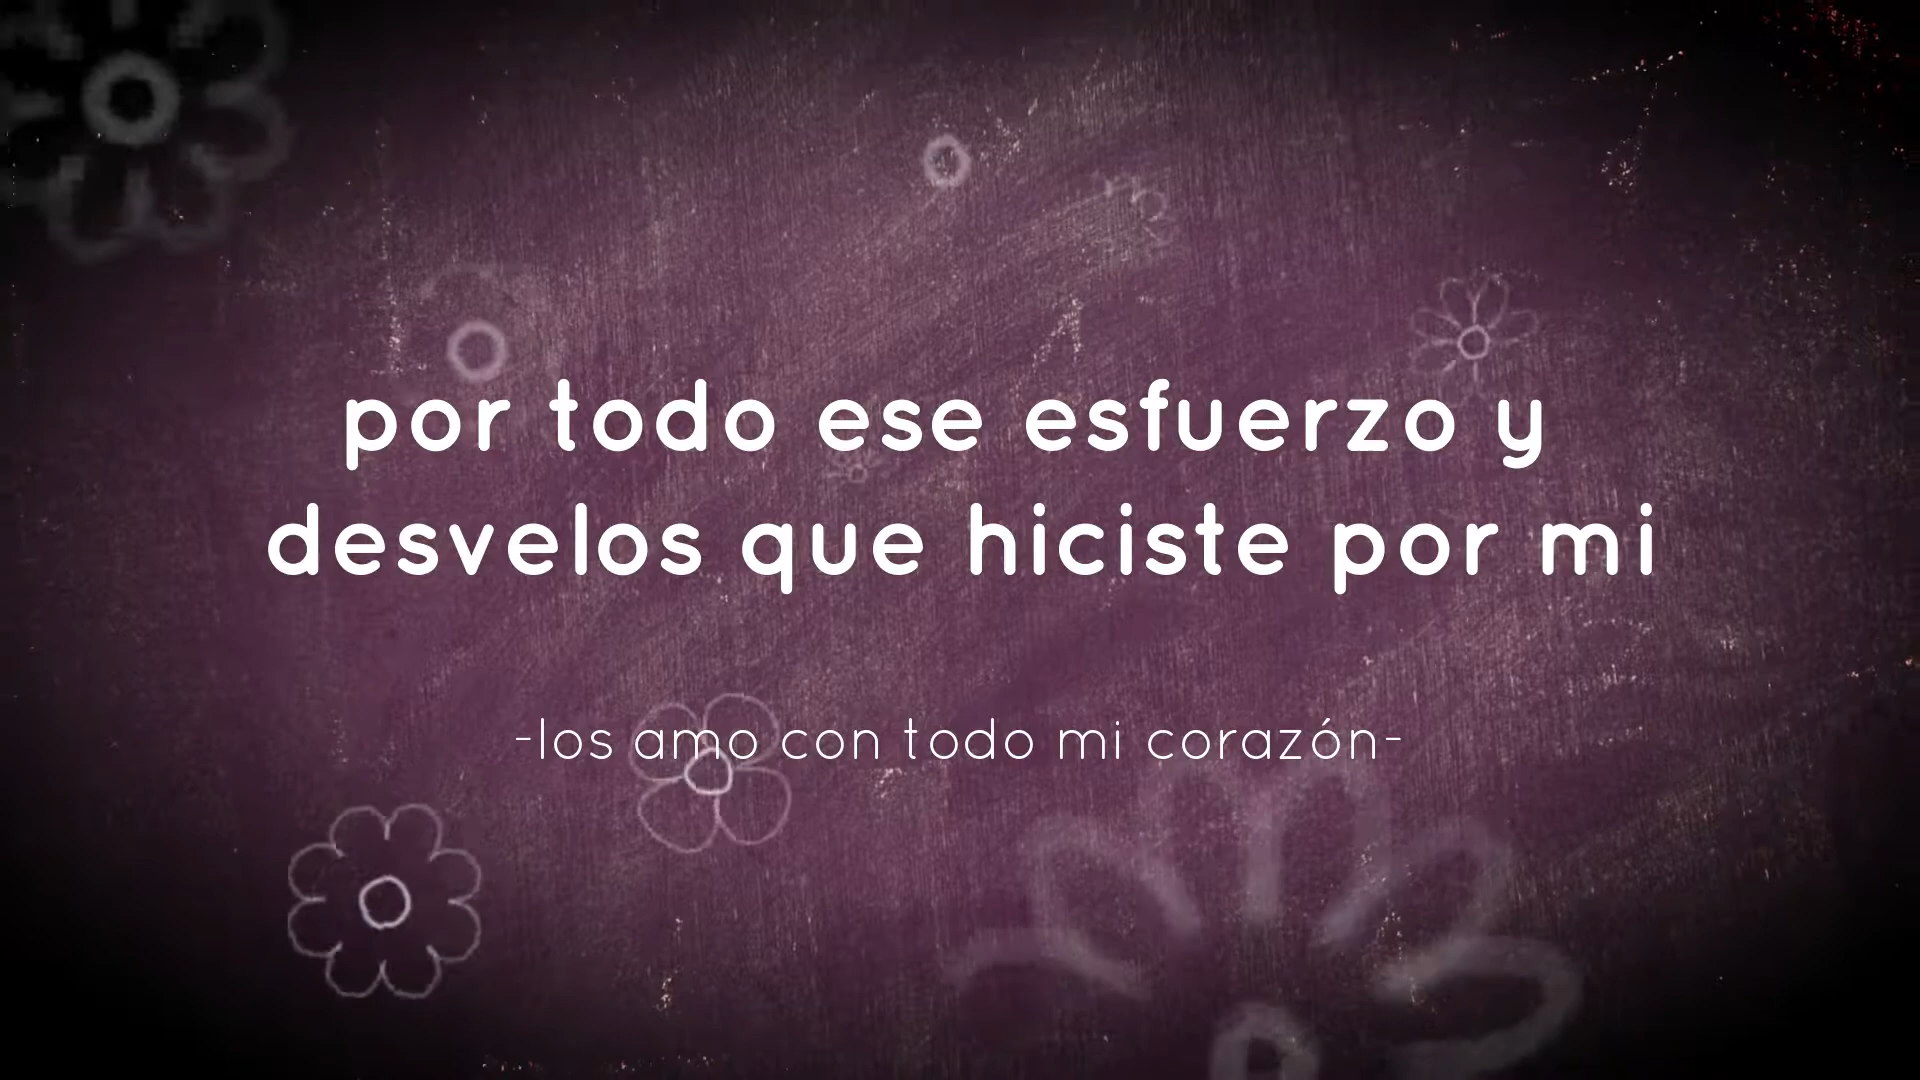 por todo ese esfuerzo y
desvelos que hiciste por mi
-los amo con todo mi corazón-